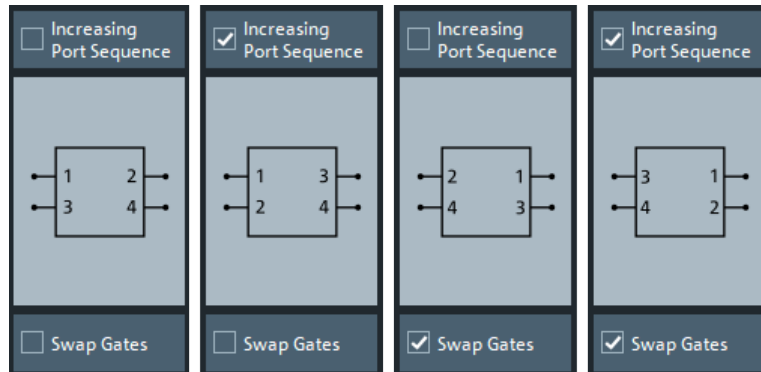 Increasing
Port Sequence
1 2
3 4
Swap Gates
Increasing
Port Sequence
1 3
2 4
Swap Gates
Increasing
Port Sequence
2 1
4 3
Swap Gates
Increasing
Port Sequence
3 1
4 2
Swap Gates